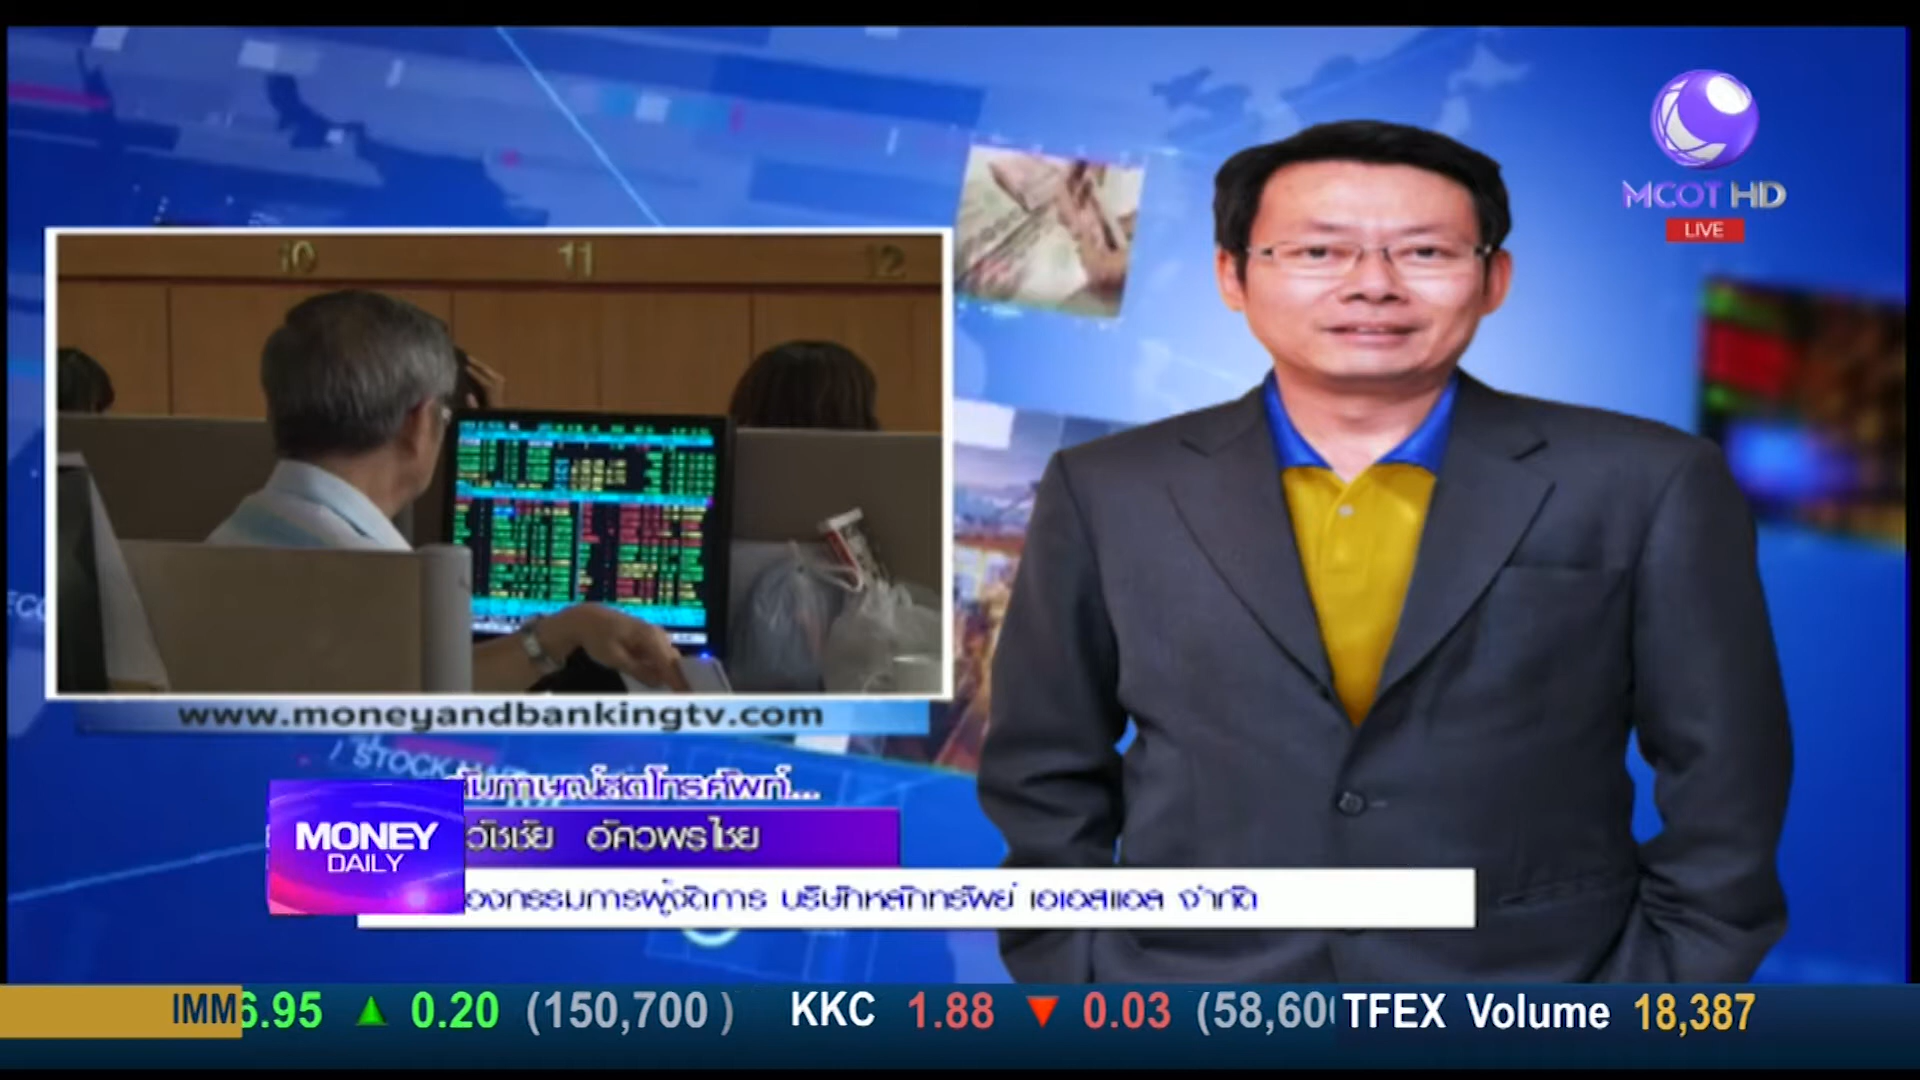 MCOT HD
LIVE
10
11
12
www.moneyandbankingtv.com
STOCK
สัมภาษณ์สดโทรศัพท์...
MONEY
DAILY
วัชชัย อัศวพรไชย
องกรรมการผู้จัดการ บริษัทหลักทรัพย์ เอเอสแอล จำกัด
IMM
6.95 ▲ 0.20 (150,700 ) KKC 1.88 ▼ 0.03 (58,60
TFEX Volume 18,387